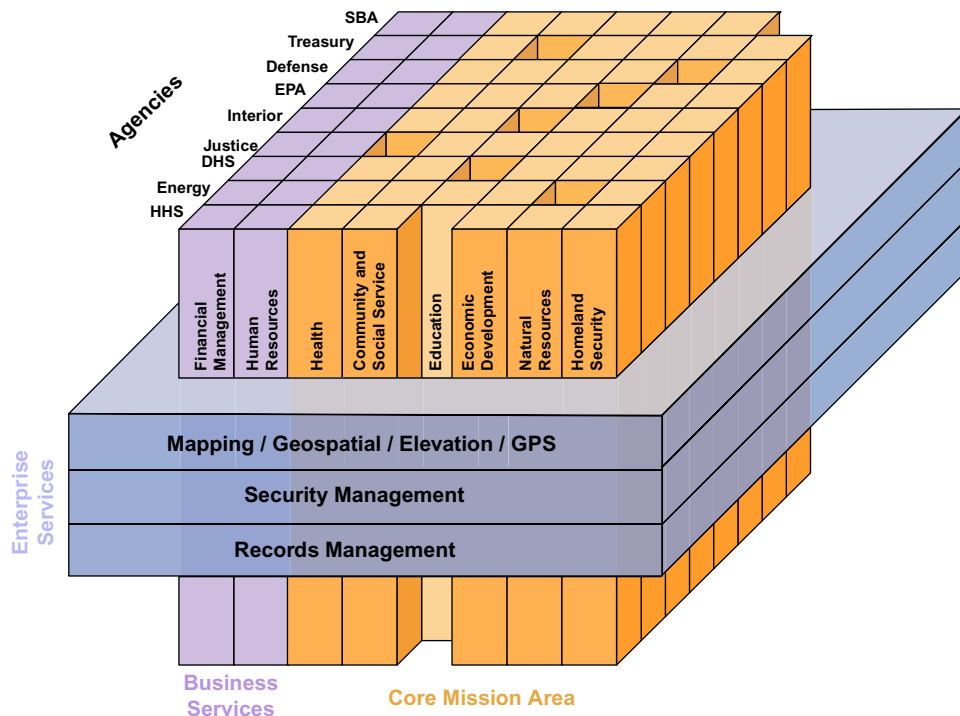 SBA
Treasury
Defense
EPA
Interior
Justice
DHS
Energy
HHS
Agencies
Financial
Management
Human
Resources
Health
Community and
Social Service
Education
Economic
Development
Natural
Resources
Homeland
Security
Mapping / Geospatial / Elevation / GPS
Security Management
Records Management
Enterprise
Services
Business
Services
Core Mission Area